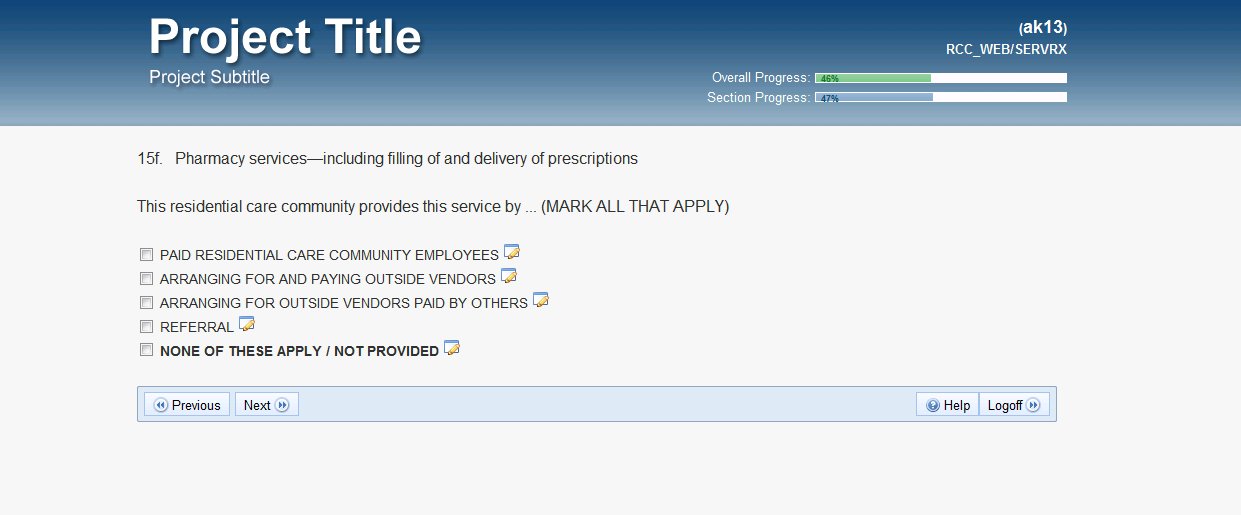 Project Title
Project Subtitle
(ak13)
RCC_WEB/SERVRX
Overall Progress: 46%
Section Progress: 47%
15f. Pharmacy services—including filling of and delivery of prescriptions
This residential care community provides this service by ... (MARK ALL THAT APPLY)
PAID RESIDENTIAL CARE COMMUNITY EMPLOYEES
ARRANGING FOR AND PAYING OUTSIDE VENDORS
ARRANGING FOR OUTSIDE VENDORS PAID BY OTHERS
REFERRAL
NONE OF THESE APPLY / NOT PROVIDED
Previous Next Help Logoff